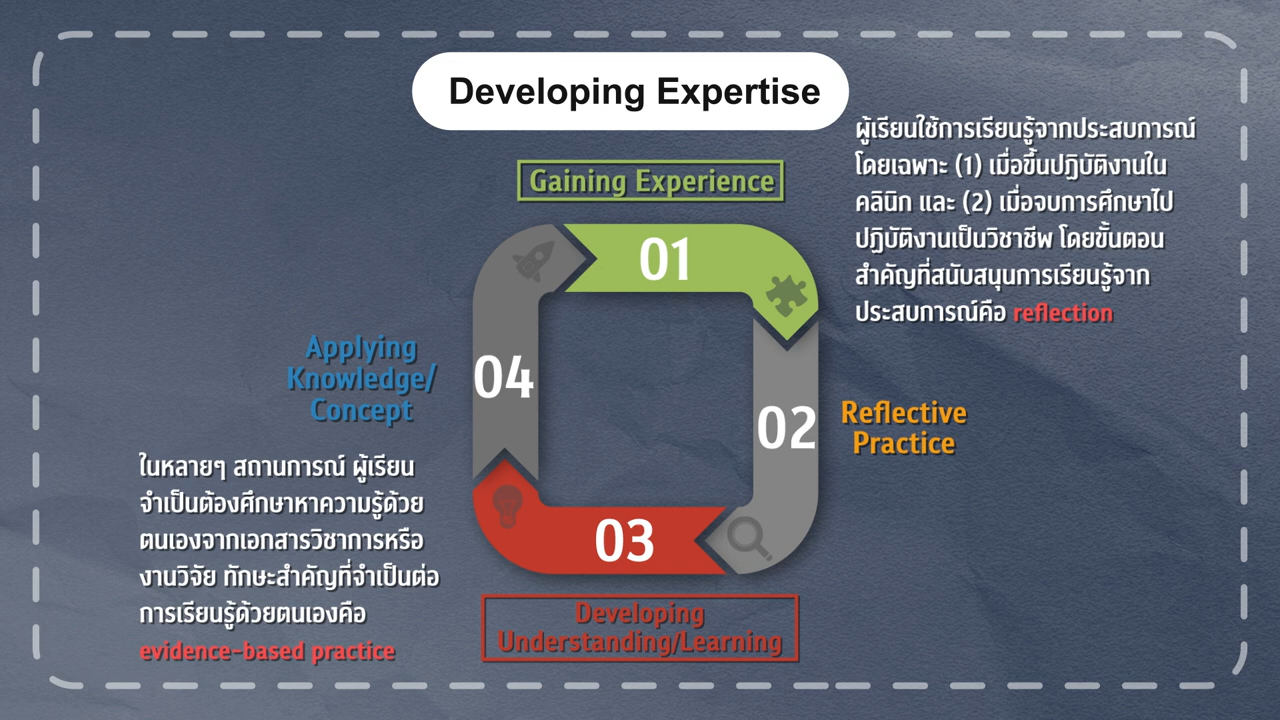 Developing Expertise
Gaining Experience
ผู้เรียนใช้การเรียนรู้จากประสบการณ์
โดยเฉพาะ (1) เมื่อขึ้นปฏิบัติงานใน
คลินิก และ (2) เมื่อจบการศึกษาไป
ปฏิบัติงานเป็นวิชาชีพ โดยขั้นตอน
สำคัญที่สนับสนุนการเรียนรู้จาก
ประสบการณ์คือ reflection
01
02
Reflective
Practice
03
Developing
Understanding/Learning
04
Applying
Knowledge/
Concept
ในหลายๆ สถานการณ์ ผู้เรียน
จำเป็นต้องศึกษาหาความรู้ด้วย
ตนเองจากเอกสารวิชาการหรือ
งานวิจัย ทักษะสำคัญที่จำเป็นต่อ
การเรียนรู้ด้วยตนเองคือ
evidence-based practice